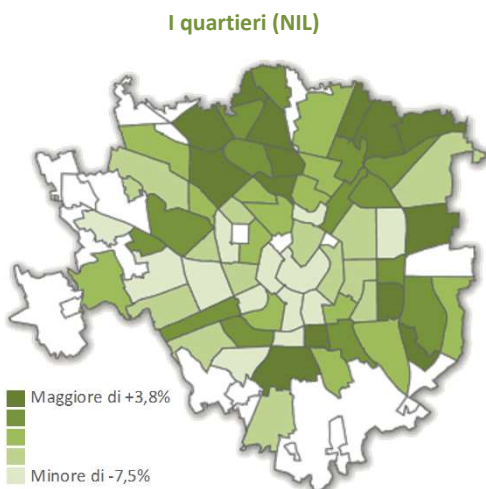 I quartieri (NIL)
Maggiore di +3,8%
Minore di -7,5%